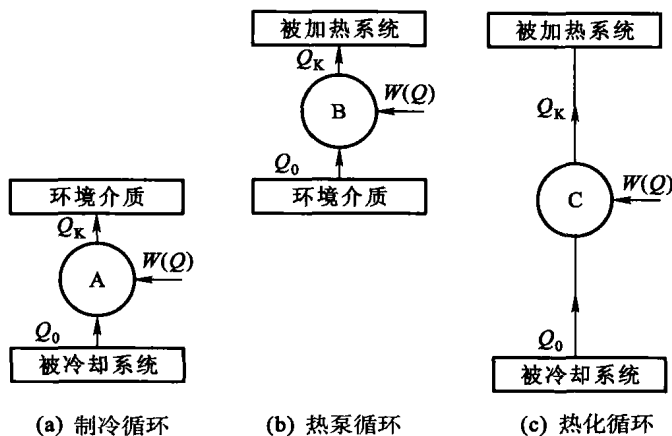 被加热系统
Q_K
B
W(Q)
Q_0
环境介质
被加热系统
Q_K
C
W(Q)
Q_0
被冷却系统
环境介质
Q_K
A
W(Q)
Q_0
被冷却系统
(a) 制冷循环
(b) 热泵循环
(c) 热化循环